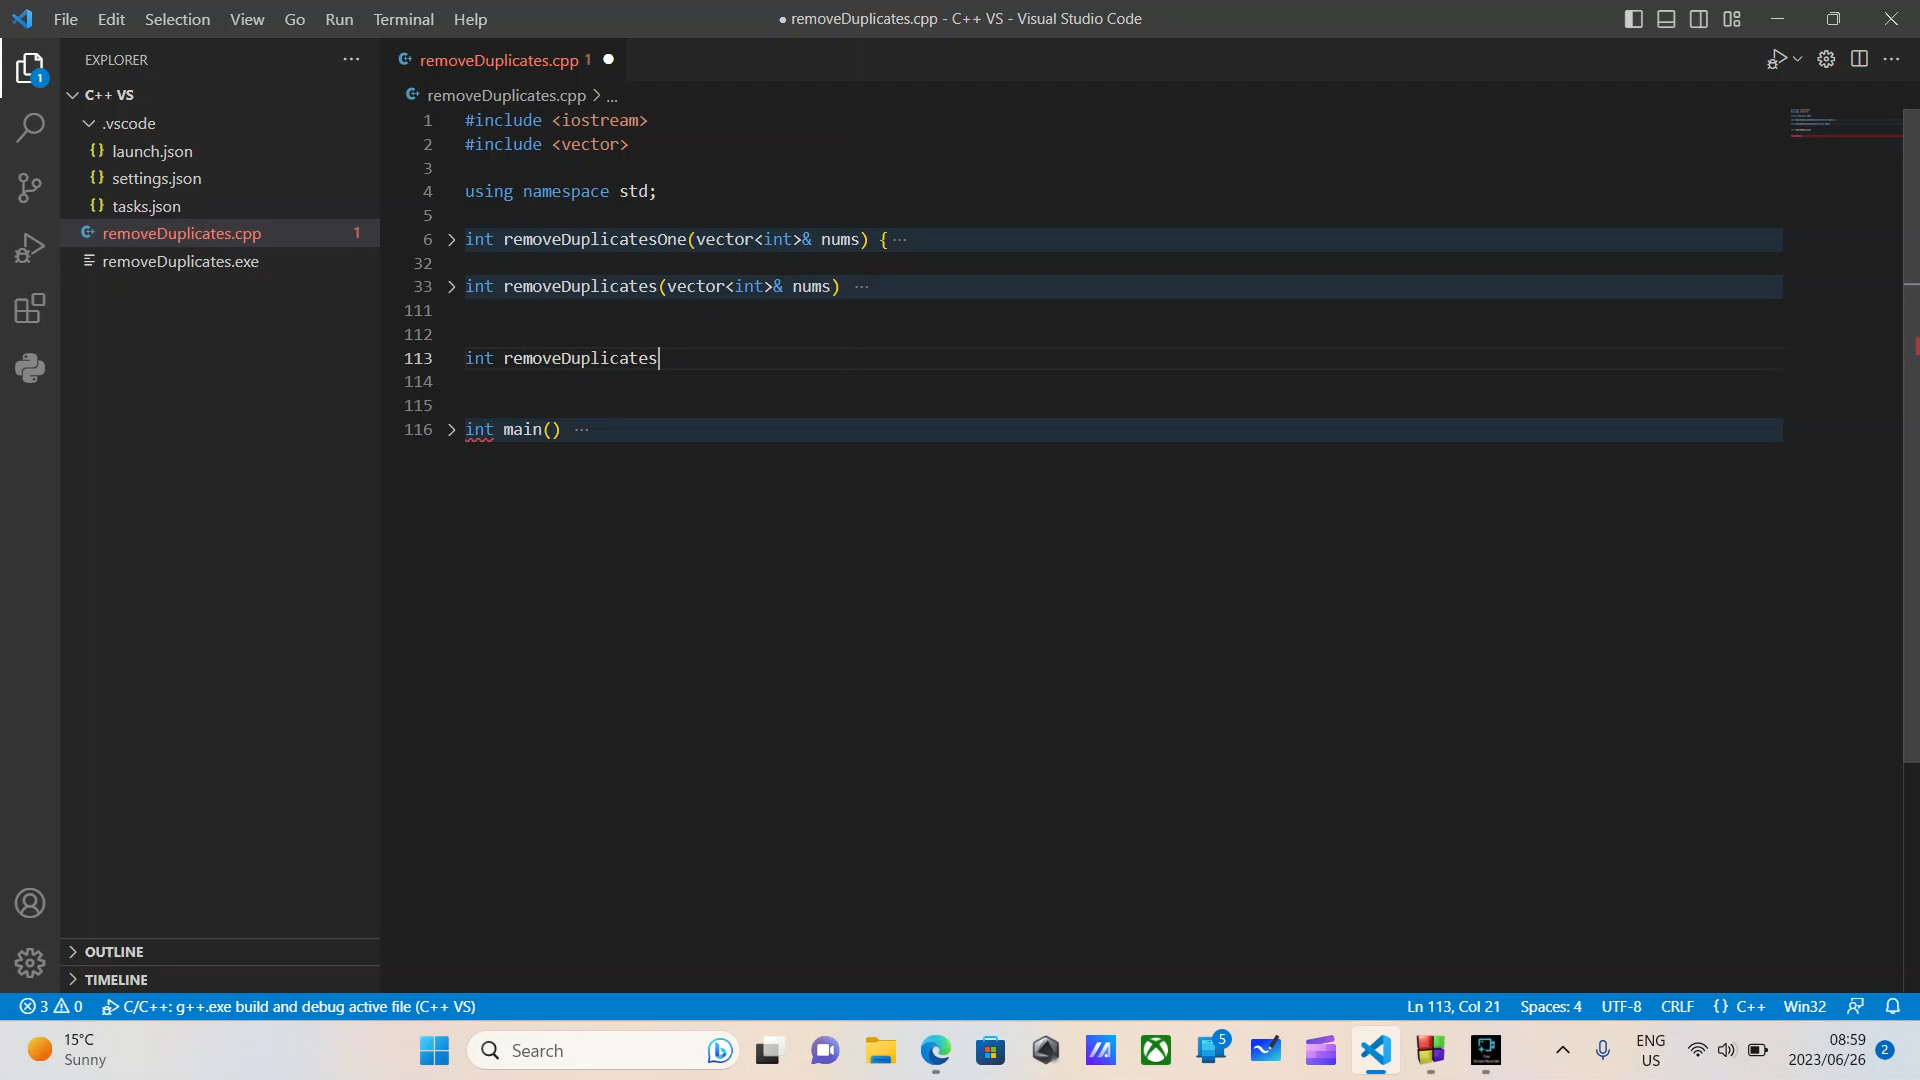 File Edit Selection View Go Run Terminal Help
● removeDuplicates.cpp - C++ VS - Visual Studio Code
EXPLORER
C++ VS
.vscode
{} launch.json
{} settings.json
{} tasks.json
removeDuplicates.cpp 1
removeDuplicates.exe
OUTLINE
TIMELINE
1
removeDuplicates.cpp 1
removeDuplicates.cpp > ...
1 #include <iostream>
2 #include <vector>
3
4 using namespace std;
5
6 int removeDuplicatesOne(vector<int>& nums) { ...
32
33 int removeDuplicates(vector<int>& nums) ...
111
112
113 int removeDuplicates
114
115
116 int main() ...
3 0 C/C++: g++.exe build and debug active file (C++ VS)
Ln 113, Col 21 Spaces: 4 UTF-8 CRLF {} C++ Win32
15°C
Sunny
Search
5
ENG
US
08:59
2023/06/26
2